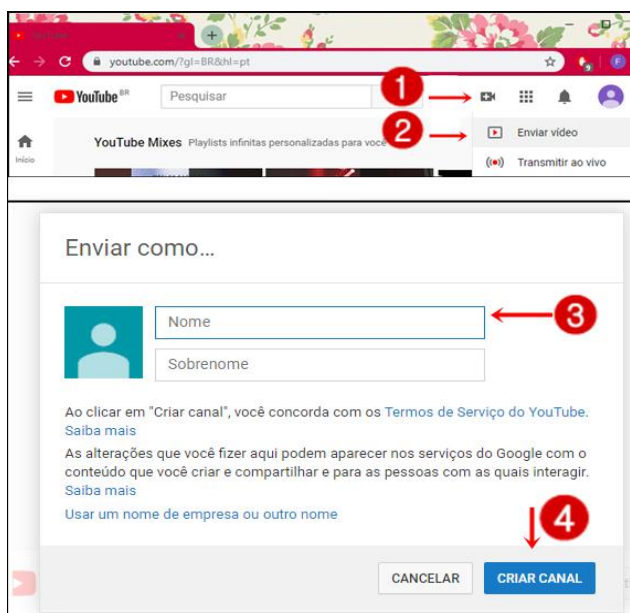 YouTube
youtube.com/?gl=BR&hl=pt
YouTube BR
Pesquisar
1
2
Enviar vídeo
Início
YouTube Mixes Playlists infinitas personalizadas para você
Transmitir ao vivo
Enviar como...
Nome
3
Sobrenome
Ao clicar em "Criar canal", você concorda com os Termos de Serviço do YouTube.
Saiba mais
As alterações que você fizer aqui podem aparecer nos serviços do Google com o
conteúdo que você criar e compartilhar e para as pessoas com as quais interagir.
Saiba mais
Usar um nome de empresa ou outro nome
4
CANCELAR
CRIAR CANAL